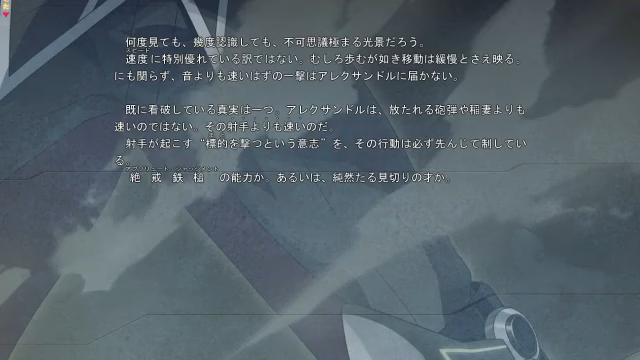 何度見ても、幾度認識しても、不可思議極まる光景だろう。
スピード
速度に特別優れている訳ではない。むしろ歩むが如き移動は緩慢とさえ映る。
にも関らず、音よりも速いはずの一撃はアレクサンドルに届かない。
既に看破している真実は一つ。アレクサンドルは、放たれる砲弾や稲妻よりも
速いのではない。その射手よりも速いのだ。
射手が起こす“標的を撃つという意志”を、その行動は必ず先んじて制してい
る。
絶戒鉄槌の能力か。あるいは、純然たる見切りの才か。